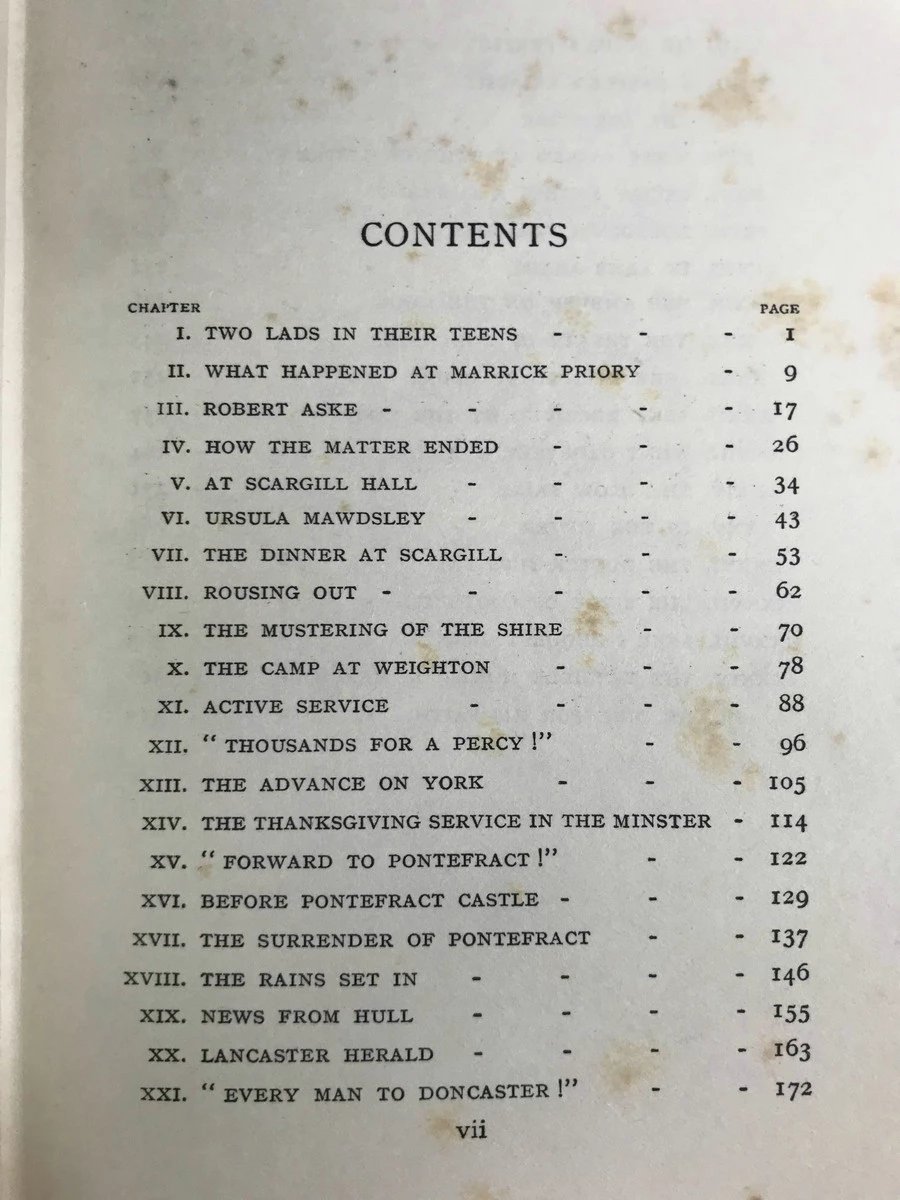 CONTENTS
CHAPTER PAGE
I. TWO LADS IN THEIR TEENS - - - 1
II. WHAT HAPPENED AT MARRICK PRIORY - 9
III. ROBERT ASKE - - - - - 17
IV. HOW THE MATTER ENDED - - - 26
V. AT SCARGILL HALL - - - - 34
VI. URSULA MAWDSLEY - - - - 43
VII. THE DINNER AT SCARGILL - - - 53
VIII. ROUSING OUT - - - - - 62
IX. THE MUSTERING OF THE SHIRE - - 70
X. THE CAMP AT WEIGHTON - - - 78
XI. ACTIVE SERVICE - - - - 88
XII. "THOUSANDS FOR A PERCY!" - - 96
XIII. THE ADVANCE ON YORK - - - 105
XIV. THE THANKSGIVING SERVICE IN THE MINSTER - 114
XV. "FORWARD TO PONTEFRACT!" - - 122
XVI. BEFORE PONTEFRACT CASTLE - - - 129
XVII. THE SURRENDER OF PONTEFRACT - - 137
XVIII. THE RAINS SET IN - - - - 146
XIX. NEWS FROM HULL - - - - 155
XX. LANCASTER HERALD - - - - 163
XXI. "EVERY MAN TO DONCASTER!" - - 172
vii